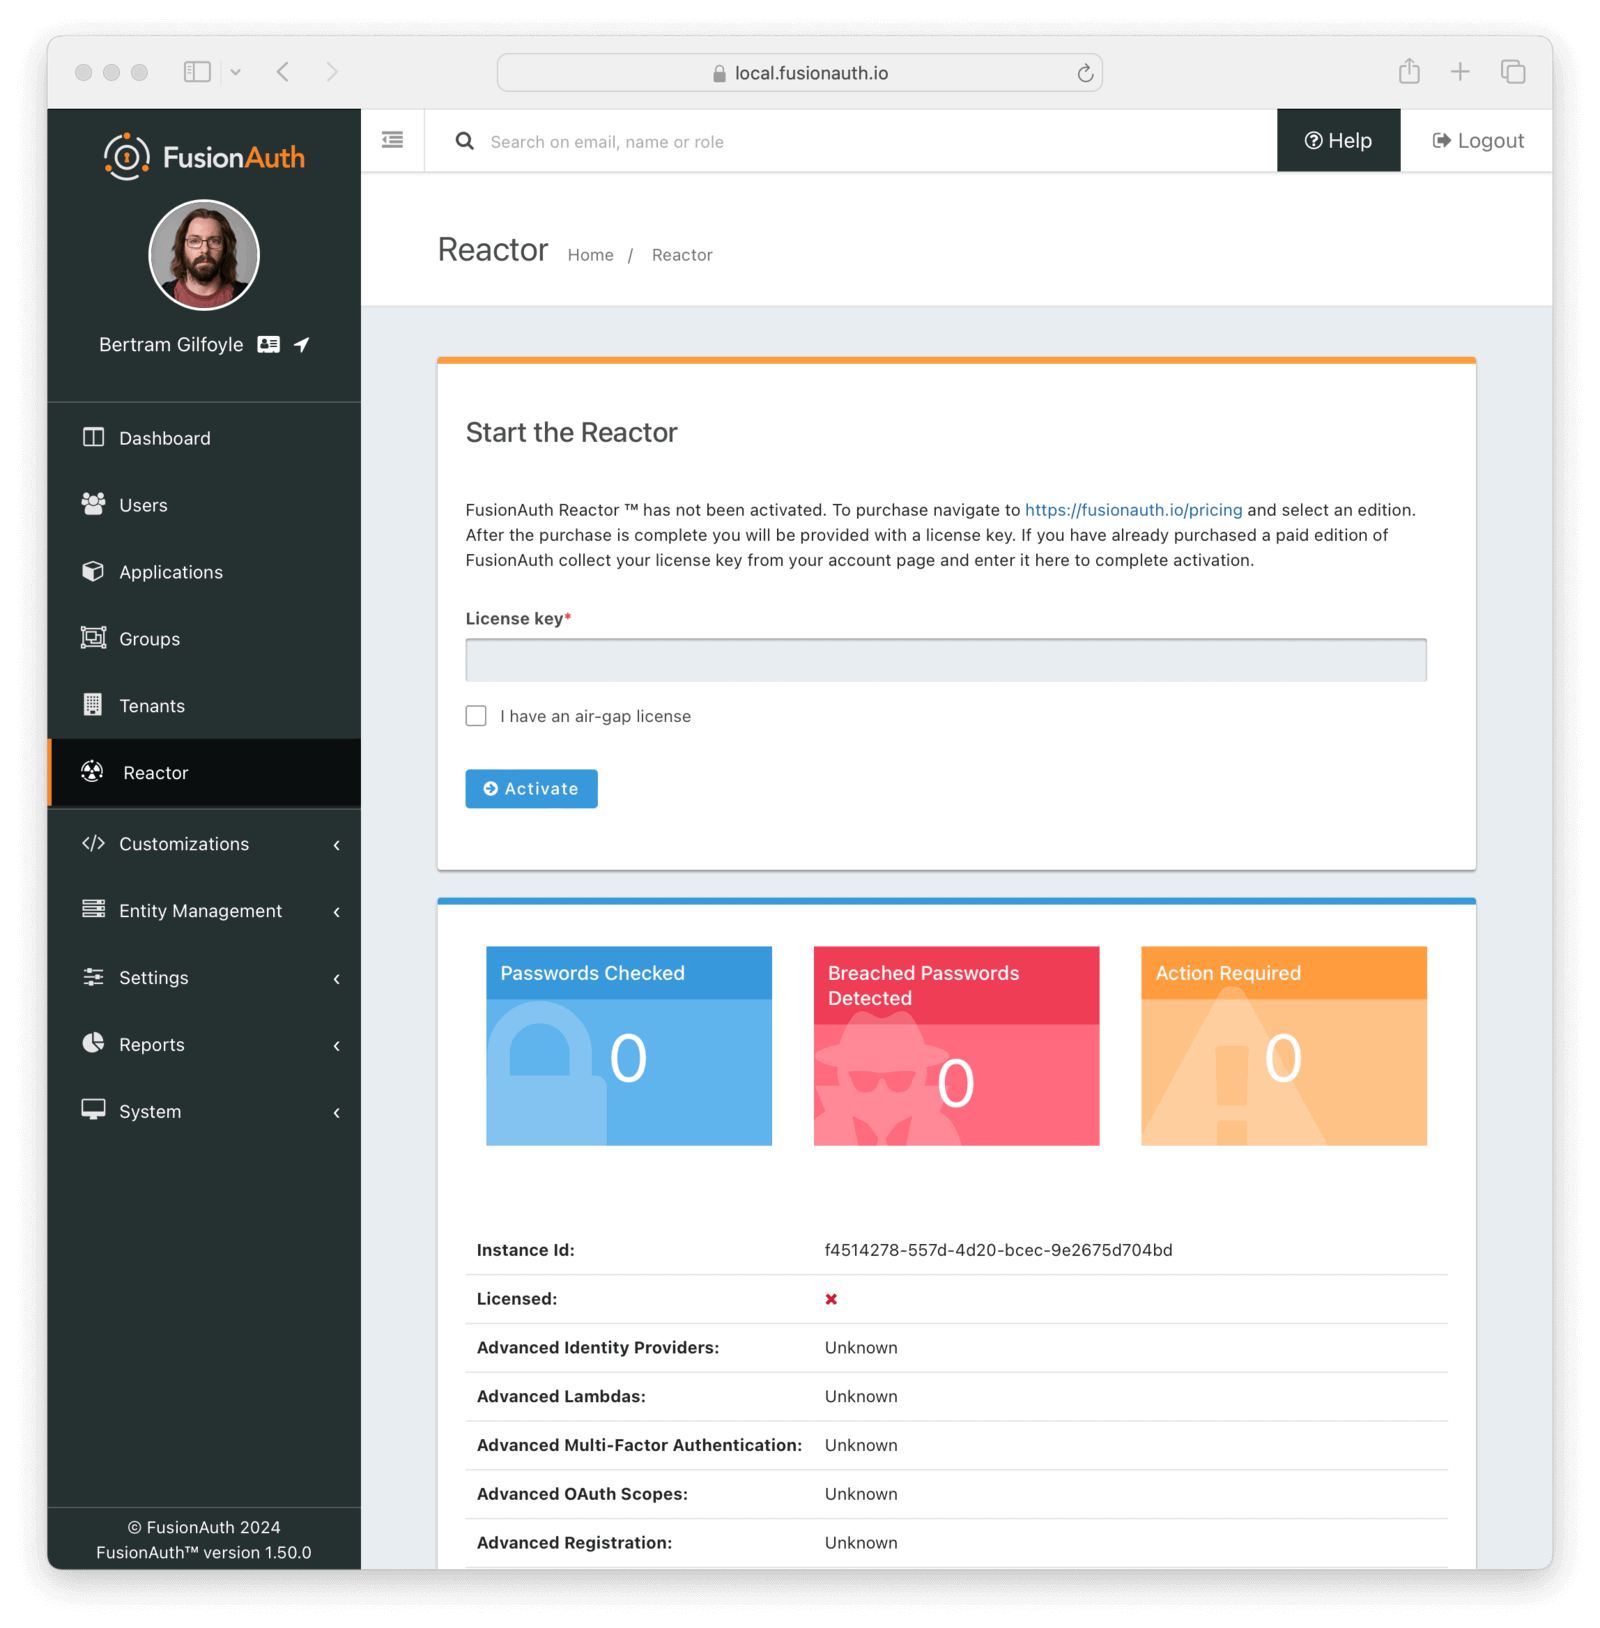 local.fusionauth.io
FusionAuth
Search on email, name or role
Help
Logout
Bertram Gilfoyle
Dashboard
Users
Applications
Groups
Tenants
Reactor
Customizations
Entity Management
Settings
Reports
System
© FusionAuth 2024
FusionAuth™ version 1.50.0
Reactor
Home / Reactor
Start the Reactor
FusionAuth Reactor ™ has not been activated. To purchase navigate to https://fusionauth.io/pricing and select an edition.
After the purchase is complete you will be provided with a license key. If you have already purchased a paid edition of
FusionAuth collect your license key from your account page and enter it here to complete activation.
License key*
I have an air-gap license
Activate
Passwords Checked
0
Breached Passwords
Detected
0
Action Required
0
Instance Id: f4514278-557d-4d20-bcec-9e2675d704bd
Licensed:
Advanced Identity Providers: Unknown
Advanced Lambdas: Unknown
Advanced Multi-Factor Authentication: Unknown
Advanced OAuth Scopes: Unknown
Advanced Registration: Unknown